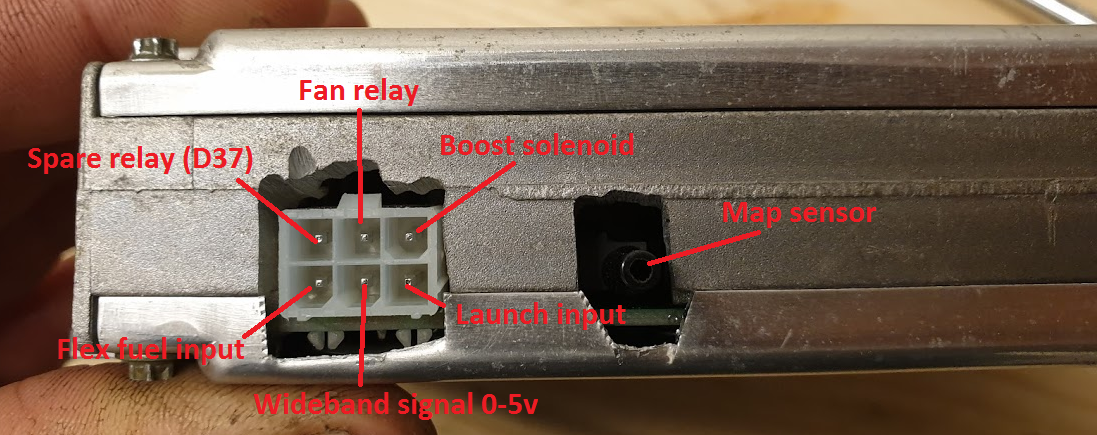 Fan relay
Spare relay (D37)
Boost solenoid
Map sensor
Flex fuel input
Launch input
Wideband signal 0-5v